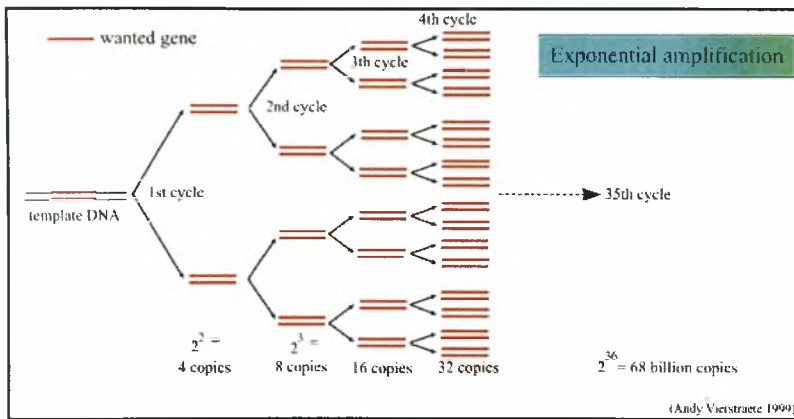 4th cycle
wanted gene
Exponential amplification
3th cycle
2nd cycle
1st cycle
35th cycle
template DNA
2^2 =
4 copies
2^3 =
8 copies
16 copies
32 copies
2^36 = 68 billion copies
(Andy Vierstraete 1999)